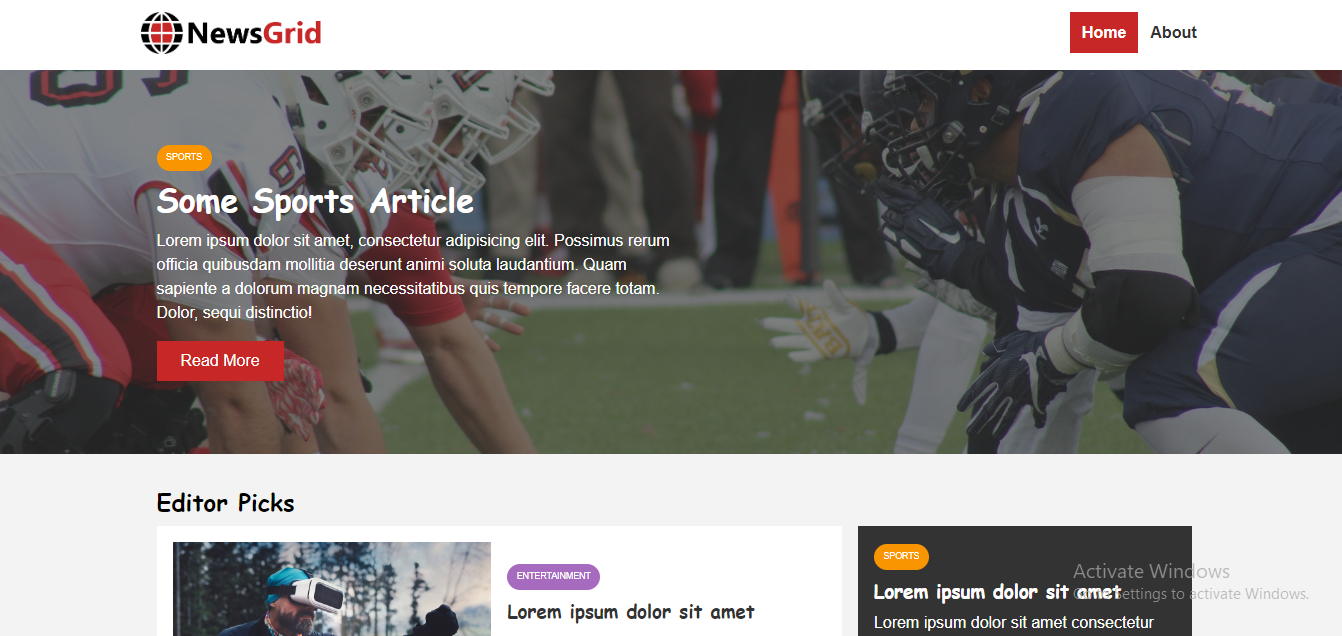 NewsGrid
Home About
SPORTS
Some Sports Article
Lorem ipsum dolor sit amet, consectetur adipisicing elit. Possimus rerum
officia quibusdam mollitia deserunt animi soluta laudantium. Quam
sapiente a dolorum magnam necessitatibus quis tempore facere totam.
Dolor, sequi distinctio!
Read More
Editor Picks
ENTERTAINMENT
Lorem ipsum dolor sit amet
SPORTS
Lorem ipsum dolor sit amet
Lorem ipsum dolor sit amet consectetur
Activate Windows
Go to Settings to activate Windows.